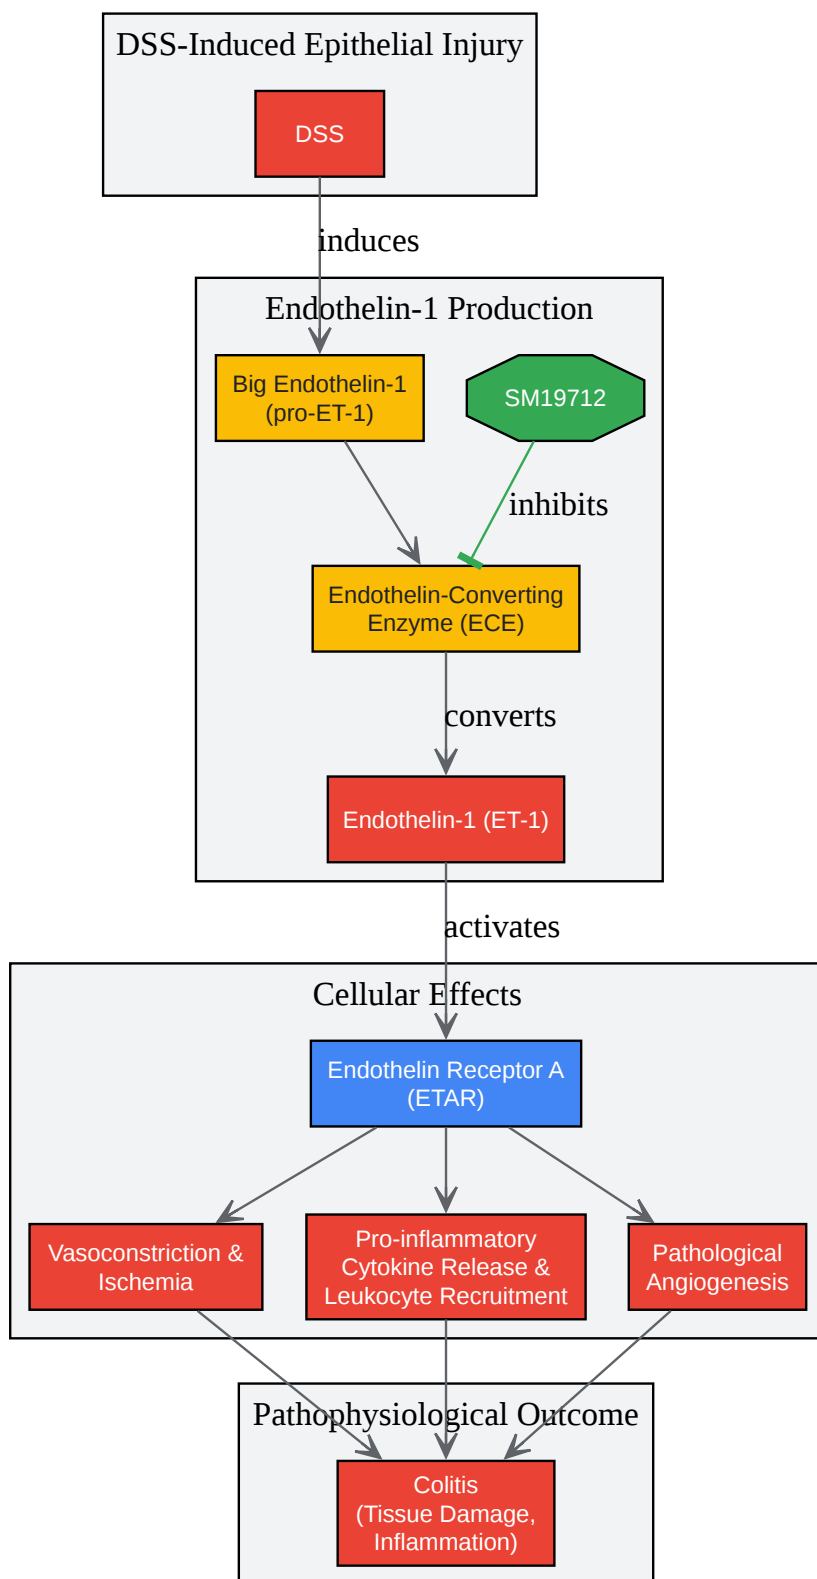 DSS-Induced Epithelial Injury
DSS
induces
Endothelin-1 Production
Big Endothelin-1
(pro-ET-1)
SM19712
inhibits
Endothelin-Converting
Enzyme (ECE)
converts
Endothelin-1 (ET-1)
activates
Cellular Effects
Endothelin Receptor A
(ETAR)
Vasoconstriction &
Ischemia
Pro-inflammatory
Cytokine Release &
Leukocyte Recruitment
Pathological
Angiogenesis
Pathophysiological Outcome
Colitis
(Tissue Damage,
Inflammation)